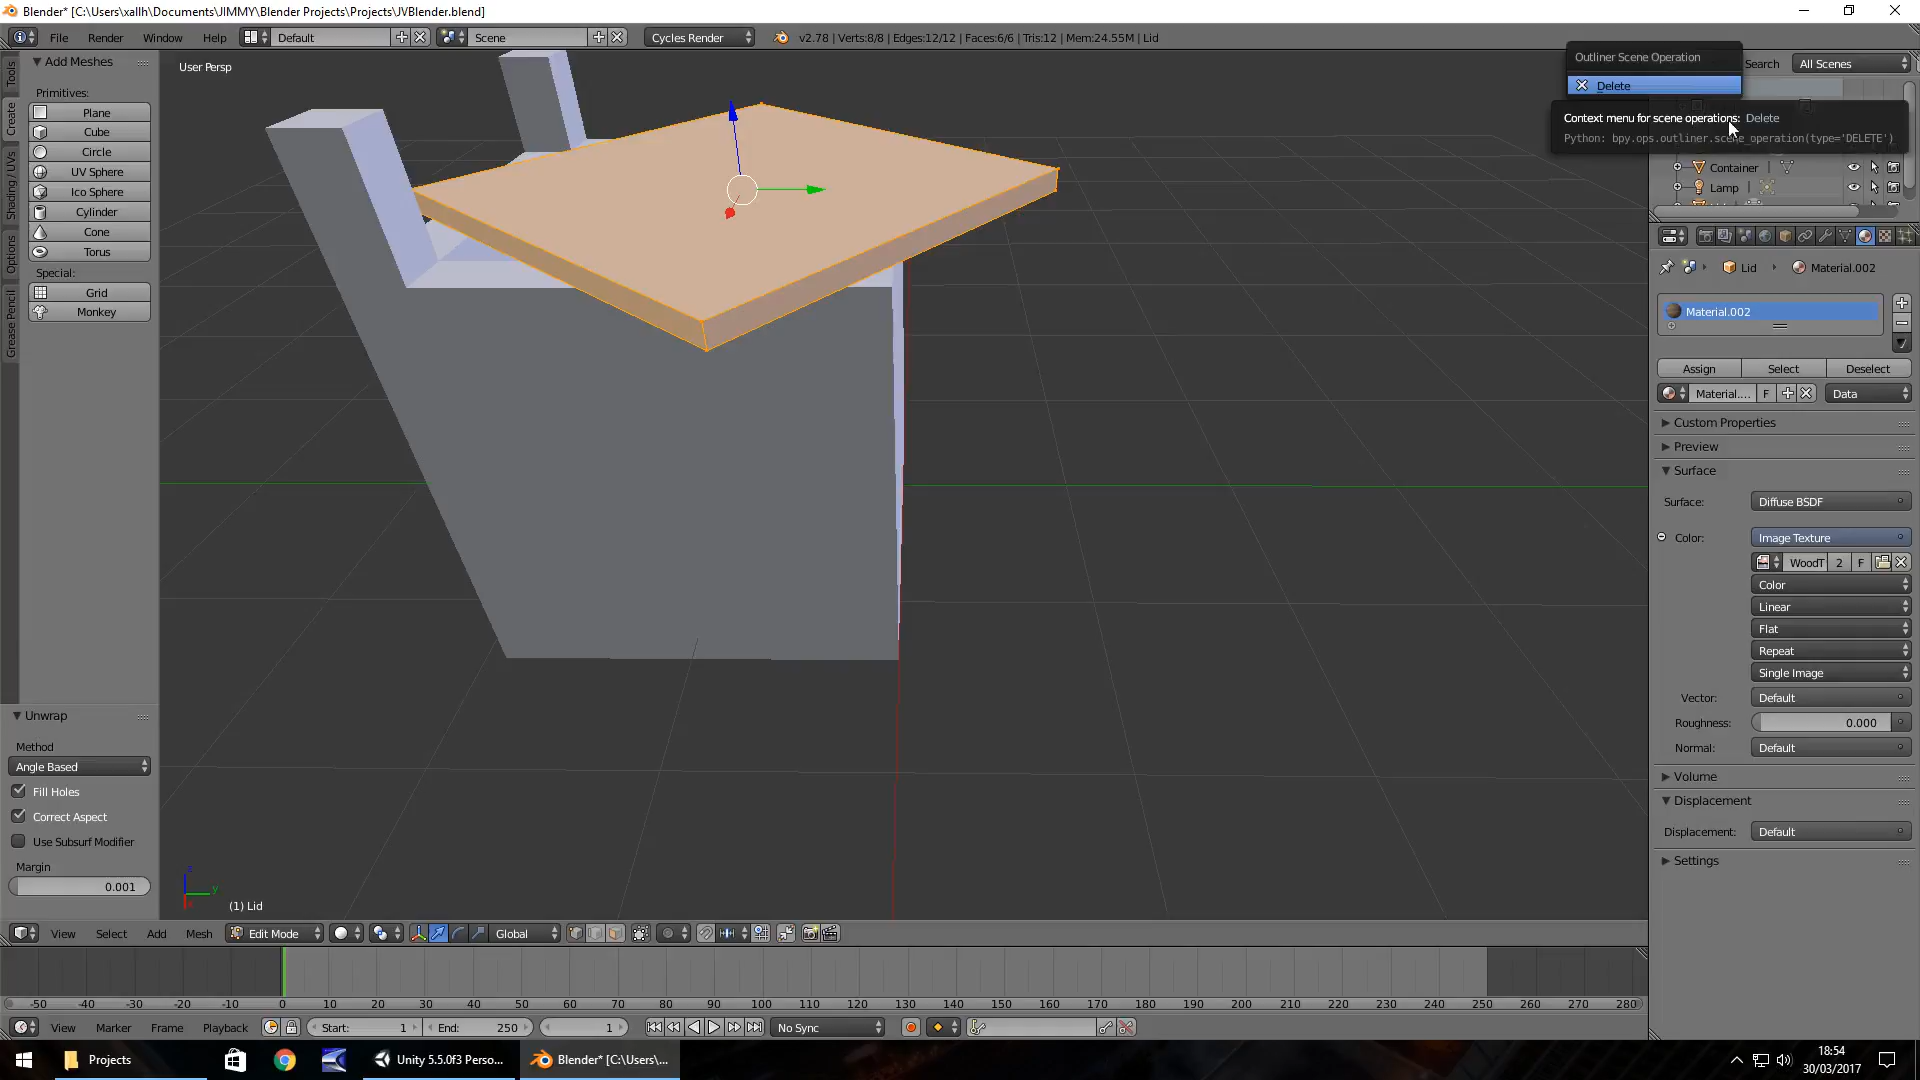 Blender* [C:\Users\xallh\Documents\JIMMY\Blender Projects\Projects\JVBlender.blend]
File Render Window Help Default Scene Cycles Render v2.78 | Verts:8/8 | Edges:12/12 | Faces:6/6 | Tris:12 | Mem:24.55M | Lid
Tools
Create
Shading / UVs
Options
Grease Pencil
Add Meshes
Primitives:
Plane
Cube
Circle
UV Sphere
Ico Sphere
Cylinder
Cone
Torus
Special:
Grid
Monkey
Unwrap
Method
Angle Based
Fill Holes
Correct Aspect
Use Subsurf Modifier
Margin
0.001
User Persp
(1) Lid
Outliner Scene Operation
Delete
Search All Scenes
Context menu for scene operations: Delete
Python: bpy.ops.outliner.scene_operation(type='DELETE')
Container
Lamp
Lid Material.002
Material.002
Assign Select Deselect
Material.... F Data
Custom Properties
Preview
Surface
Surface: Diffuse BSDF
Color: Image Texture
WoodT 2 F
Color
Linear
Flat
Repeat
Single Image
Vector: Default
Roughness: 0.000
Normal: Default
Volume
Displacement
Displacement: Default
Settings
View Select Add Mesh Edit Mode Global
-50 -40 -30 -20 -10 0 10 20 30 40 50 60 70 80 90 100 110 120 130 140 150 160 170 180 190 200 210 220 230 240 250 260 270 280
View Marker Frame Playback Start: 1 End: 250 1 No Sync
Projects Unity 5.5.0f3 Perso... Blender* [C:\Users\...
18:54
30/03/2017